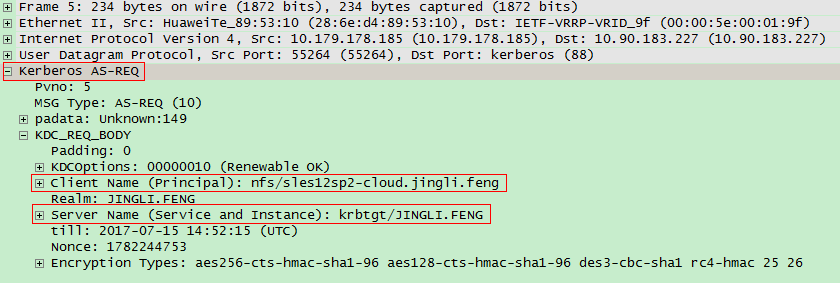 Frame 5: 234 bytes on wire (1872 bits), 234 bytes captured (1872 bits)
Ethernet II, Src: HuaweiTe_89:53:10 (28:6e:d4:89:53:10), Dst: IETF-VRRP-VRID_9f (00:00:5e:00:01:9f)
Internet Protocol Version 4, Src: 10.179.178.185 (10.179.178.185), Dst: 10.90.183.227 (10.90.183.227)
User Datagram Protocol, Src Port: 55264 (55264), Dst Port: kerberos (88)
Kerberos AS-REQ
Pvno: 5
MSG Type: AS-REQ (10)
padata: Unknown:149
KDC_REQ_BODY
Padding: 0
KDCOptions: 00000010 (Renewable OK)
Client Name (Principal): nfs/sles12sp2-cloud.jingli.feng
Realm: JINGLI.FENG
Server Name (Service and Instance): krbtgt/JINGLI.FENG
till: 2017-07-15 14:52:15 (UTC)
Nonce: 1782244753
Encryption Types: aes256-cts-hmac-sha1-96 aes128-cts-hmac-sha1-96 des3-cbc-sha1 rc4-hmac 25 26